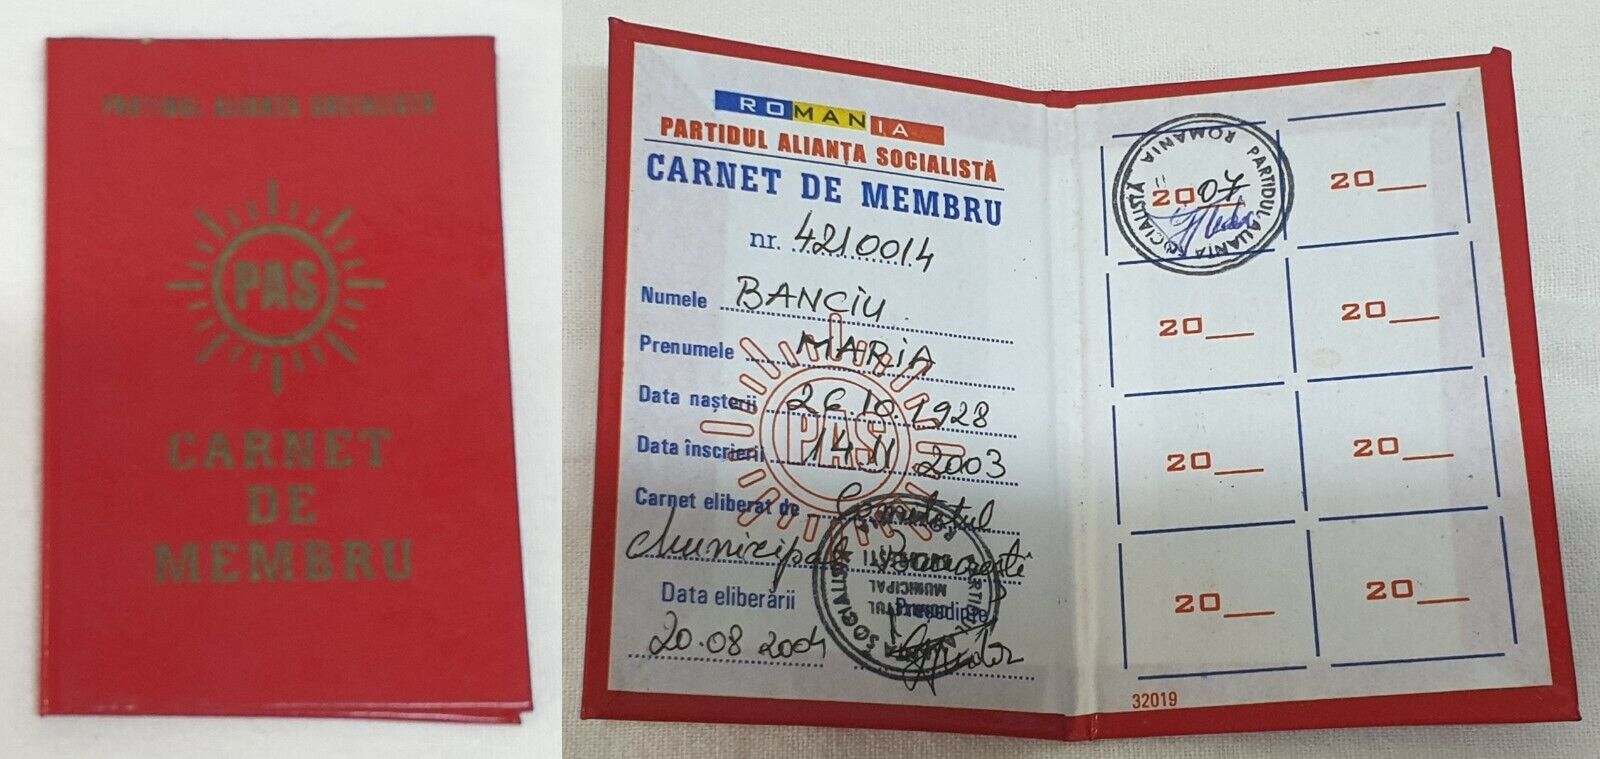 PARTIDUL ALIANȚA SOCIALISTĂ
PAS
CARNET
DE
MEMBRU
ROMANIA
PARTIDUL ALIANȚA SOCIALISTĂ
CARNET DE MEMBRU
nr. 4210014
Numele BANCIU
Prenumele MARIA
Data nașterii 26.10.1928
Data înscrierii 14.11.2003
PAS
Carnet eliberat de Comitetul
Municipal București
Data eliberării Președinte
20.08.2004
PARTIDUL ALIANȚA SOCIALISTĂ
ROMANIA
2007 20__
20__ 20__
20__ 20__
20__ 20__
32019